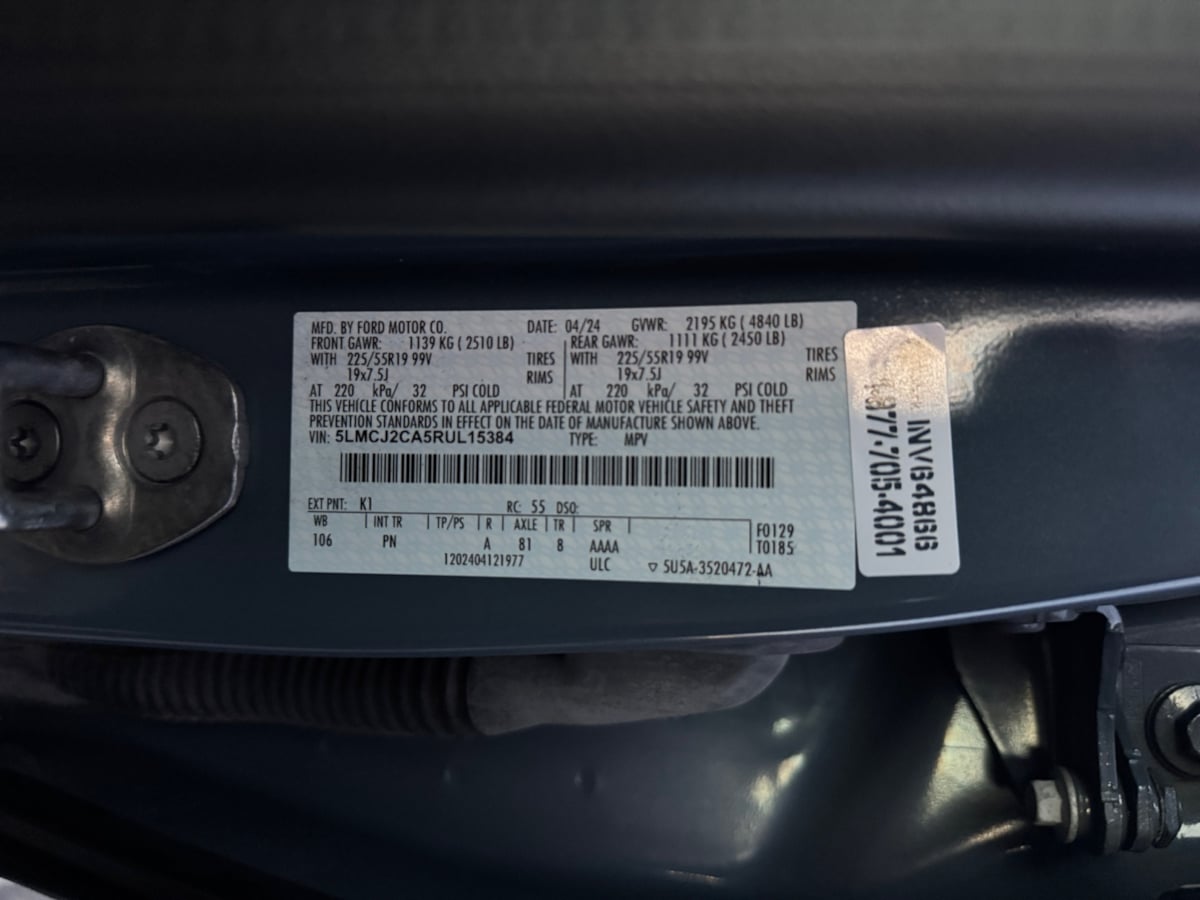 MFD. BY FORD MOTOR CO. DATE: 04/24 GVWR: 2195 KG ( 4840 LB)
FRONT GAWR: 1139 KG ( 2510 LB) REAR GAWR: 1111 KG ( 2450 LB)
WITH 225/55R19 99V TIRES WITH 225/55R19 99V TIRES
19x7.5J RIMS 19x7.5J RIMS
AT 220 kPa/ 32 PSI COLD AT 220 kPa/ 32 PSI COLD
THIS VEHICLE CONFORMS TO ALL APPLICABLE FEDERAL MOTOR VEHICLE SAFETY AND THEFT
PREVENTION STANDARDS IN EFFECT ON THE DATE OF MANUFACTURE SHOWN ABOVE.
VIN: 5LMCJ2CA5RUL15384 TYPE: MPV
EXT PNT: K1 RC: 55 DSO:
WB INT TR TP/PS R AXLE TR SPR F0129
106 PN A 81 8 AAAA T0185
1202404121977 ULC ▽ 5U5A-3520472-AA
INV64866